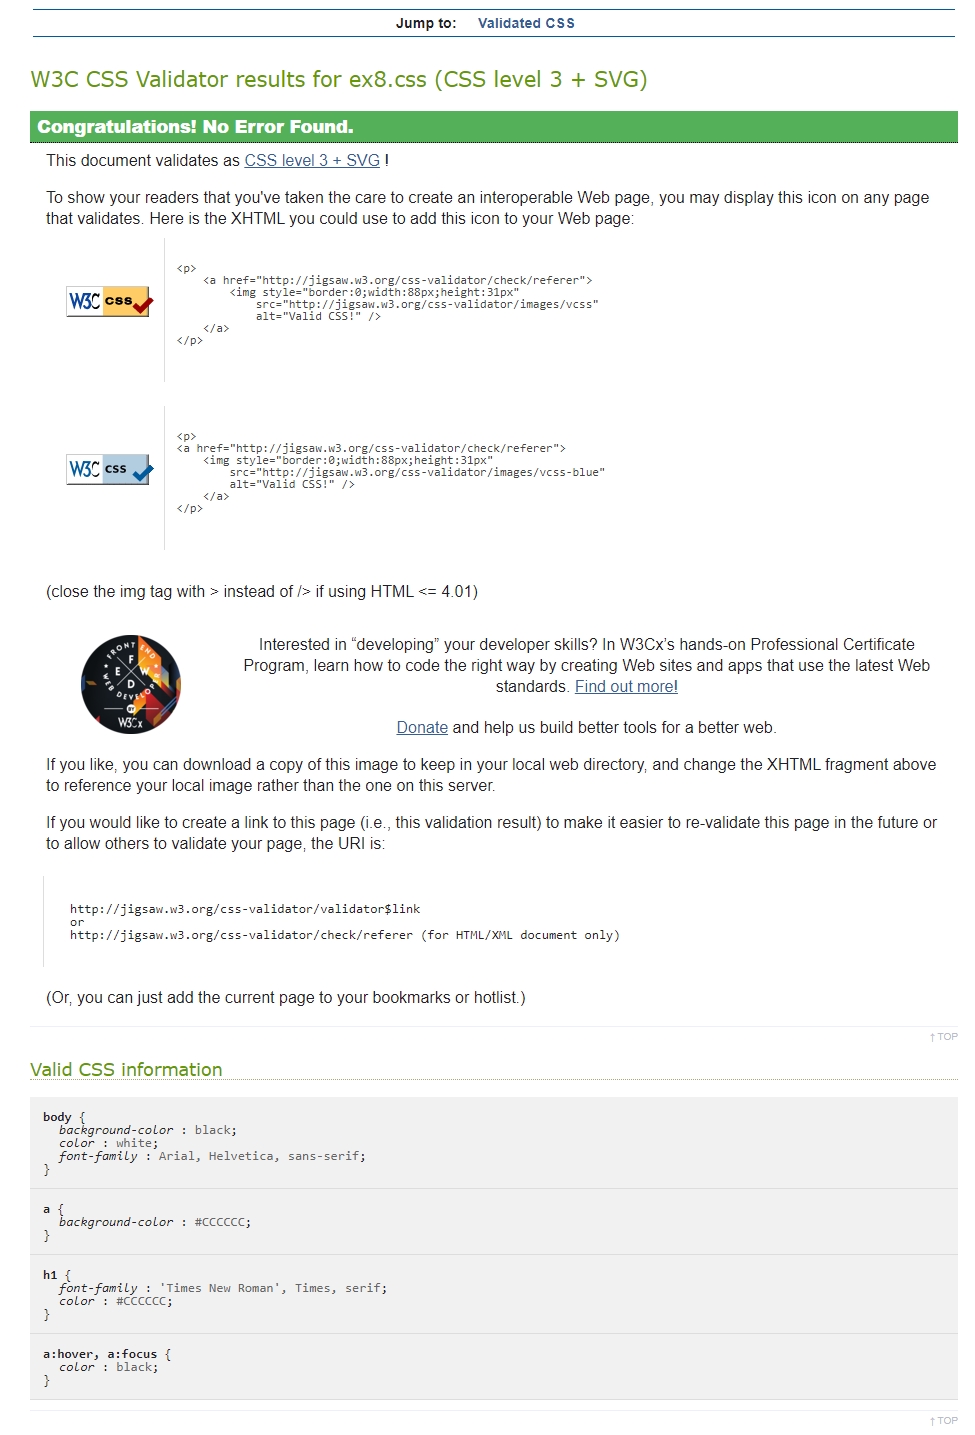 Jump to: Validated CSS
W3C CSS Validator results for ex8.css (CSS level 3 + SVG)
Congratulations! No Error Found.
This document validates as CSS level 3 + SVG !
To show your readers that you've taken the care to create an interoperable Web page, you may display this icon on any page
that validates. Here is the XHTML you could use to add this icon to your Web page:
W3C css
<p>
<a href="http://jigsaw.w3.org/css-validator/check/referer">
<img style="border:0;width:88px;height:31px"
src="http://jigsaw.w3.org/css-validator/images/vcss"
alt="Valid CSS!" />
</a>
</p>
W3C css
<p>
<a href="http://jigsaw.w3.org/css-validator/check/referer">
<img style="border:0;width:88px;height:31px"
src="http://jigsaw.w3.org/css-validator/images/vcss-blue"
alt="Valid CSS!" />
</a>
</p>
(close the img tag with > instead of /> if using HTML <= 4.01)
FRONT END
WEB DEVELOPER
F
E W
D
BY
W3Cx
Interested in “developing” your developer skills? In W3Cx’s hands-on Professional Certificate
Program, learn how to code the right way by creating Web sites and apps that use the latest Web
standards. Find out more!
Donate and help us build better tools for a better web.
If you like, you can download a copy of this image to keep in your local web directory, and change the XHTML fragment above
to reference your local image rather than the one on this server.
If you would like to create a link to this page (i.e., this validation result) to make it easier to re-validate this page in the future or
to allow others to validate your page, the URI is:
http://jigsaw.w3.org/css-validator/validator$link
or
http://jigsaw.w3.org/css-validator/check/referer (for HTML/XML document only)
(Or, you can just add the current page to your bookmarks or hotlist.)
↑ TOP
Valid CSS information
body {
background-color : black;
color : white;
font-family : Arial, Helvetica, sans-serif;
}
a {
background-color : #CCCCCC;
}
h1 {
font-family : 'Times New Roman', Times, serif;
color : #CCCCCC;
}
a:hover, a:focus {
color : black;
}
↑ TOP